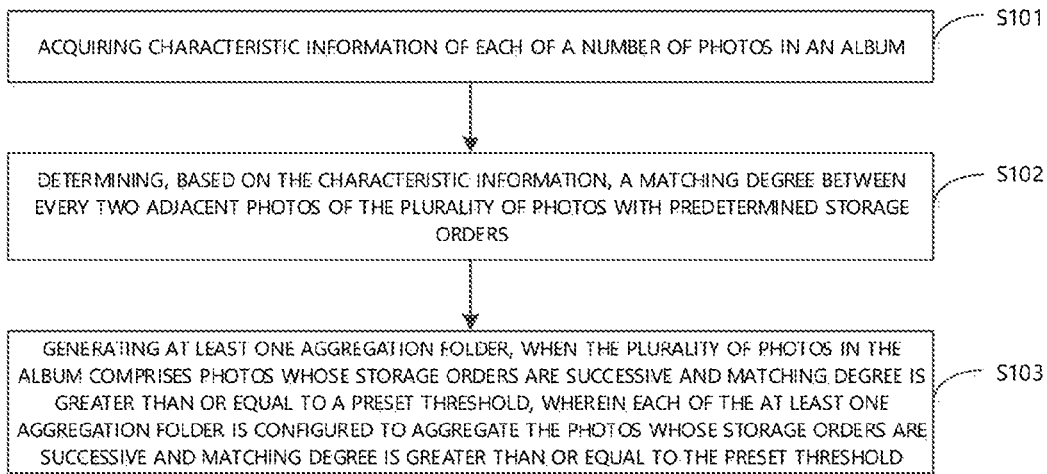 S101
ACQUIRING CHARACTERISTIC INFORMATION OF EACH OF A NUMBER OF PHOTOS IN AN ALBUM
S102
DETERMINING, BASED ON THE CHARACTERISTIC INFORMATION, A MATCHING DEGREE BETWEEN
EVERY TWO ADJACENT PHOTOS OF THE PLURALITY OF PHOTOS WITH PREDETERMINED STORAGE
ORDERS
GENERATING AT LEAST ONE AGGREGATION FOLDER, WHEN THE PLURALITY OF PHOTOS IN THE
ALBUM COMPRISES PHOTOS WHOSE STORAGE ORDERS ARE SUCCESSIVE AND MATCHING DEGREE IS
GREATER THAN OR EQUAL TO A PRESET THRESHOLD, WHEREIN EACH OF THE AT LEAST ONE
AGGREGATION FOLDER IS CONFIGURED TO AGGREGATE THE PHOTOS WHOSE STORAGE ORDERS ARE
SUCCESSIVE AND MATCHING DEGREE IS GREATER THAN OR EQUAL TO THE PRESET THRESHOLD
S103